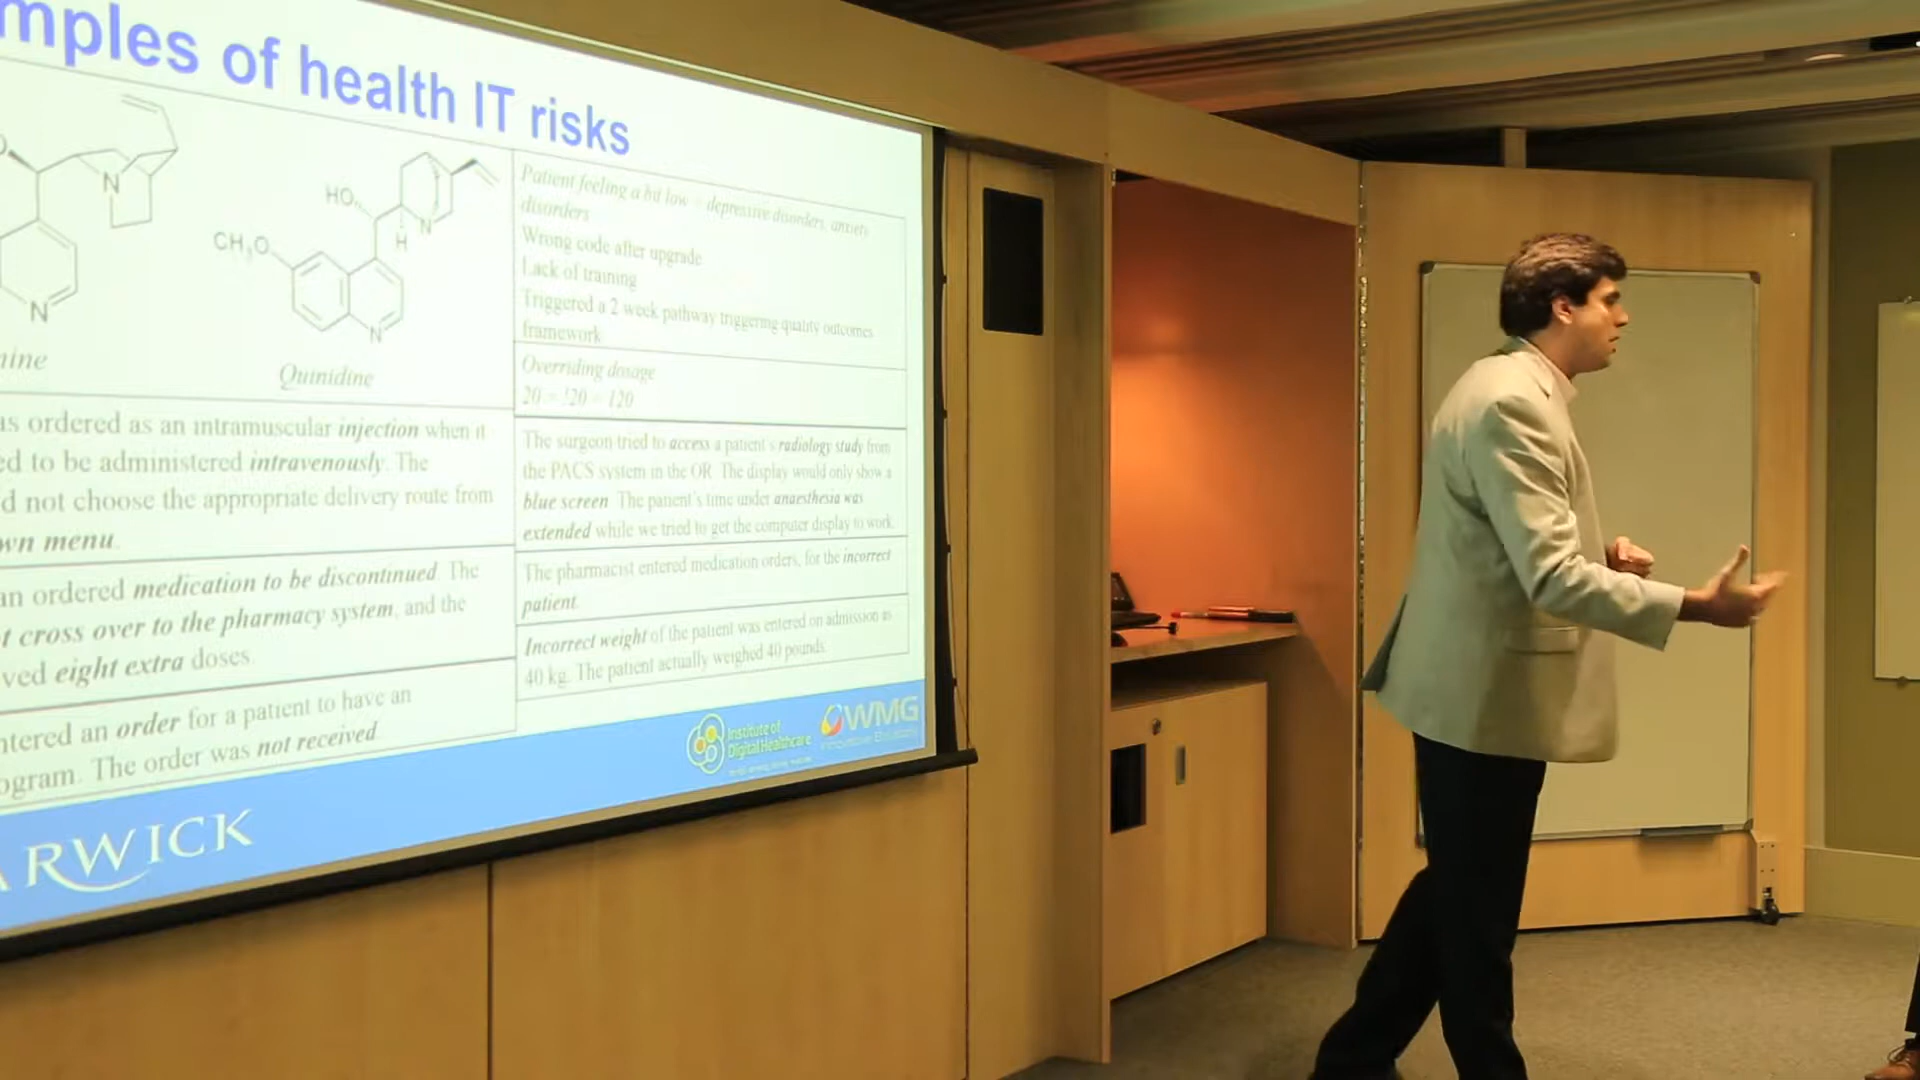 mples of health IT risks
N
N
ine
HO
CH₃O
H
N
N
Quinidine
as ordered as an intramuscular injection when it
ed to be administered intravenously. The
d not choose the appropriate delivery route from
wn menu.
an ordered medication to be discontinued. The
t cross over to the pharmacy system, and the
ved eight extra doses.
ntered an order for a patient to have an
ogram. The order was not received.
Patient feeling a bit low = depressive disorders, anxiety
disorders
Wrong code after upgrade
Lack of training
Triggered a 2 week pathway triggering quality outcomes
framework
Overriding dosage
20 = !20 = 120
The surgeon tried to access a patient's radiology study from
the PACS system in the OR. The display would only show a
blue screen. The patient's time under anaesthesia was
extended while we tried to get the computer display to work.
The pharmacist entered medication orders, for the incorrect
patient.
Incorrect weight of the patient was entered on admission as
40 kg. The patient actually weighed 40 pounds.
Institute of
Digital Healthcare
WMG
ARWICK